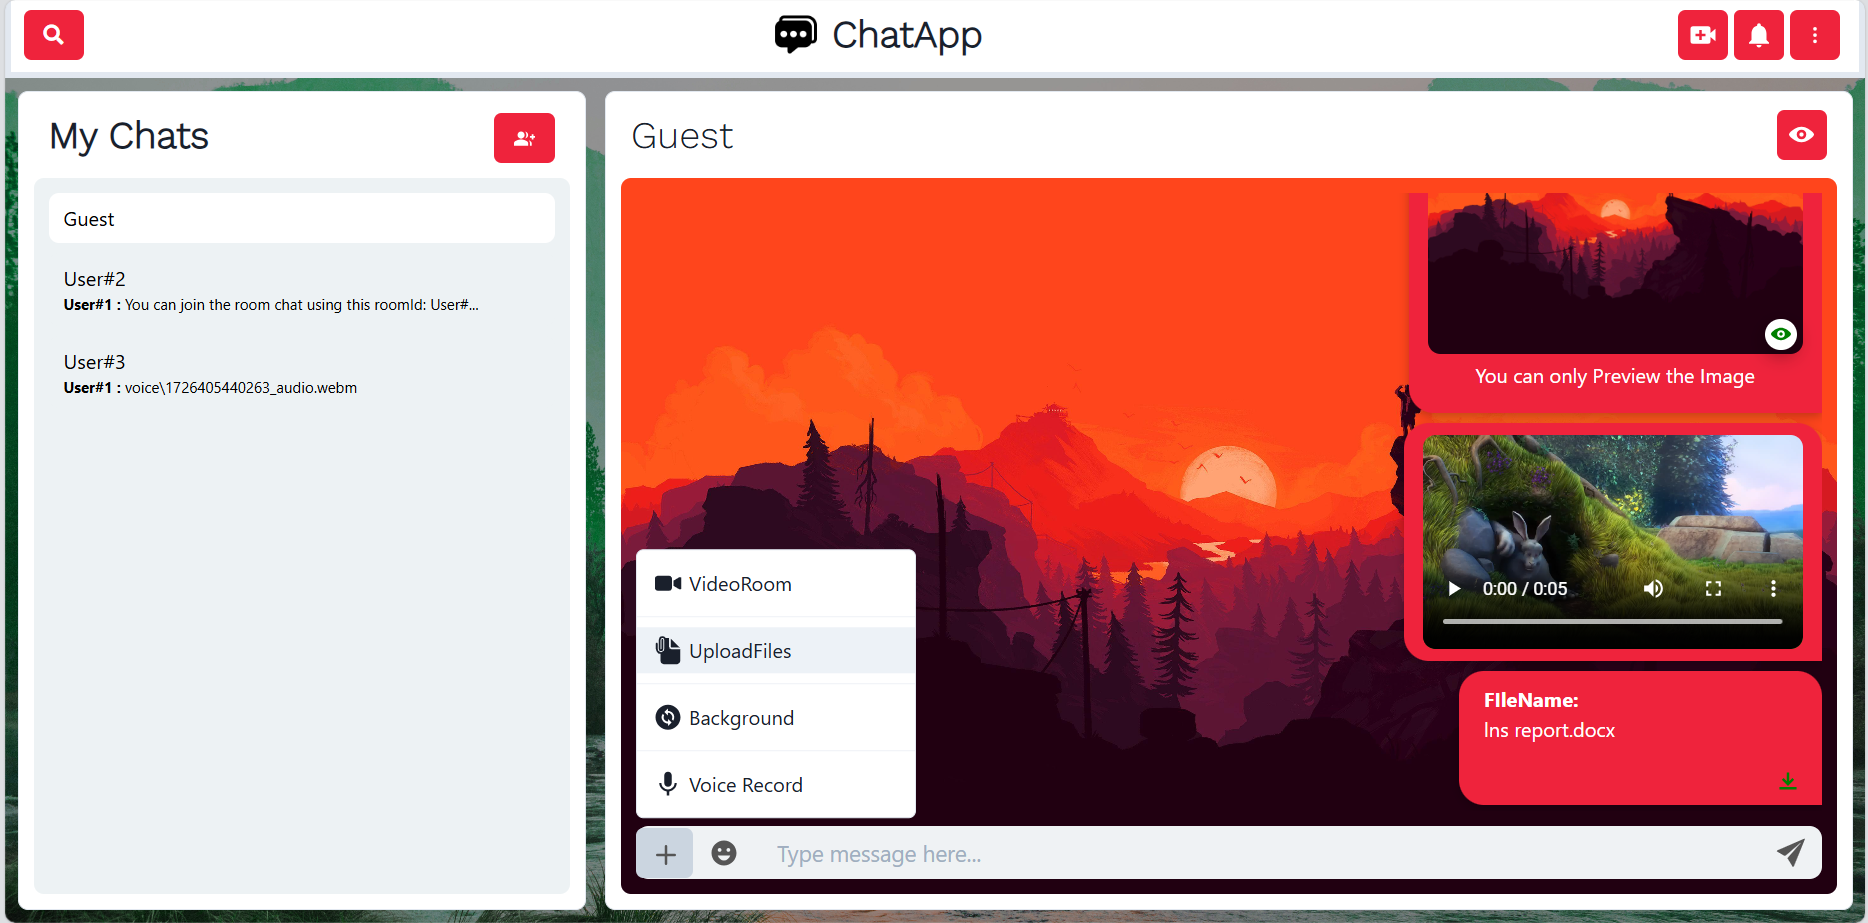 ChatApp
My Chats
Guest
User#2
User#1 : You can join the room chat using this roomId: User#...
User#3
User#1 : voice\1726405440263_audio.webm
Guest
You can only Preview the Image
0:00 / 0:05
FIleName:
Ins report.docx
VideoRoom
UploadFiles
Background
Voice Record
Type message here...